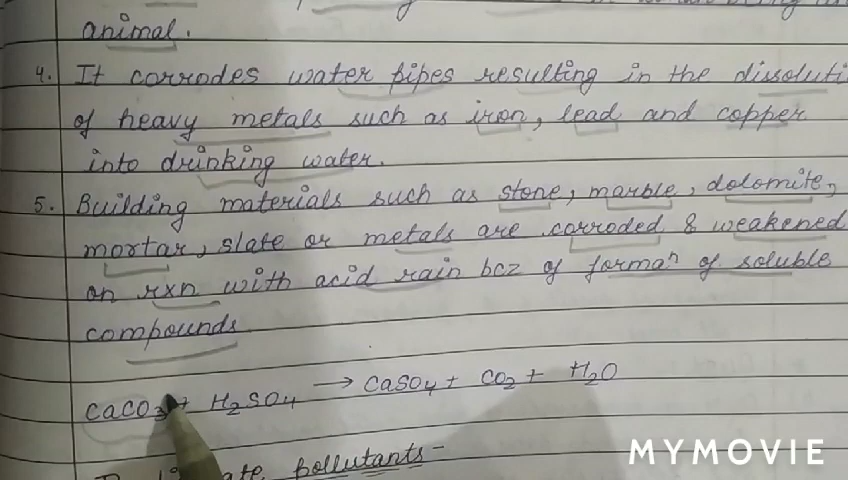 animal.
4. It corrodes water pipes resulting in the dissoluti
of heavy metals such as iron, lead and copper
into drinking water.
5. Building materials such as stone, marble, dolomite,
mortar, slate or metals are corroded & weakened
on rxn with acid rain bcz of formaⁿ of soluble
compounds
CaCO3 + H2SO4 → CaSO4 + CO2 + H2O
pollutants-
MYMOVIE